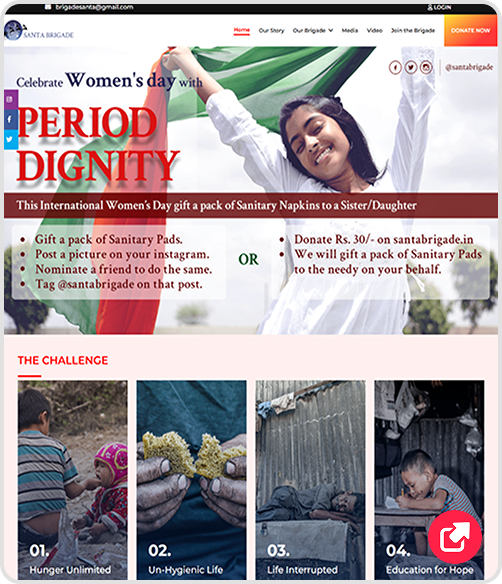 brigadesanta@gmail.com LOGIN
SANTA BRIGADE
Home Our Story Our Brigade Media Video Join the Brigade DONATE NOW
@santabrigade
Celebrate Women's day with
PERIOD
DIGNITY
This International Women's Day gift a pack of Sanitary Napkins to a Sister/Daughter
• Gift a pack of Sanitary Pads.
• Post a picture on your instagram.
• Nominate a friend to do the same.
• Tag @santabrigade on that post.
OR
• Donate Rs. 30/- on santabrigade.in
• We will gift a pack of Sanitary Pads
to the needy on your behalf.
THE CHALLENGE
01.
Hunger Unlimited
02.
Un-Hygienic Life
03.
Life Interrupted
04.
Education for Hope